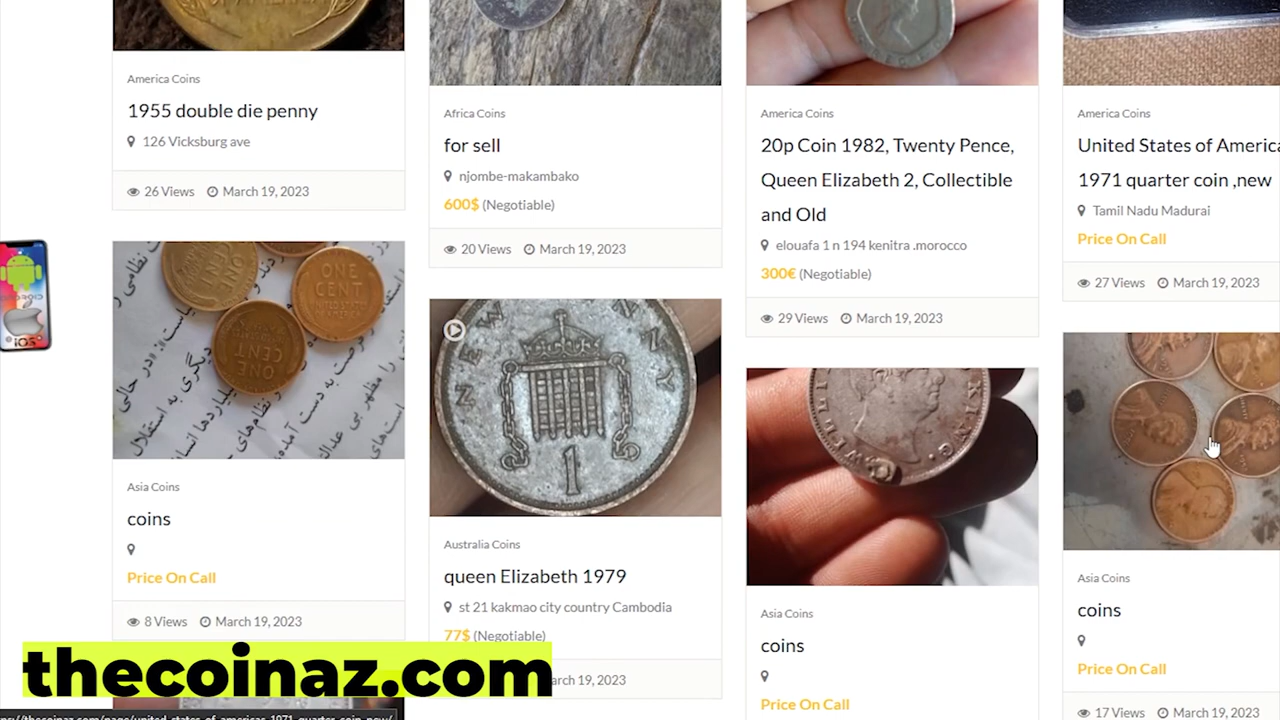 America Coins
1955 double die penny
126 Vicksburg ave
26 Views March 19, 2023
Asia Coins
coins
Price On Call
8 Views March 19, 2023
Africa Coins
for sell
njombe-makambako
600$ (Negotiable)
20 Views March 19, 2023
NEW PENNY
1
Australia Coins
queen Elizabeth 1979
st 21 kakmao city country Cambodia
77$ (Negotiable)
arch 19, 2023
America Coins
20p Coin 1982, Twenty Pence,
Queen Elizabeth 2, Collectible
and Old
elouafa 1 n 194 kenitra .morocco
300€ (Negotiable)
29 Views March 19, 2023
KING
Asia Coins
coins
Price On Call
America Coins
United States of America
1971 quarter coin ,new
Tamil Nadu Madurai
Price On Call
27 Views March 19, 2023
Asia Coins
coins
Price On Call
17 Views March 19, 2023
ONE
CENT
UNITED STATES
OF AMERICA
ONE
CENT
iOS
thecoinaz.com